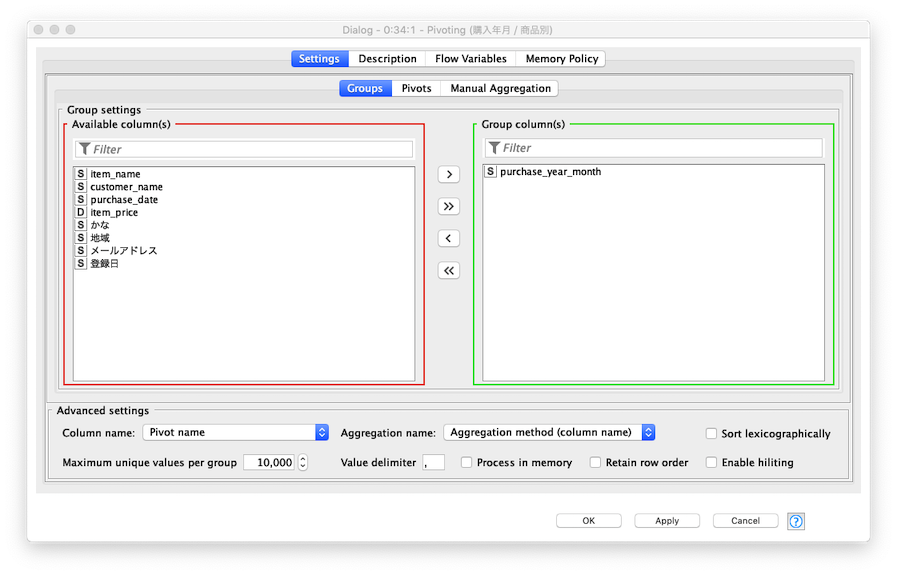 Dialog - 0:34:1 - Pivoting (購入年月 / 商品別)
Settings Description Flow Variables Memory Policy
Groups Pivots Manual Aggregation
Group settings
Available column(s)
Filter
S item_name
S customer_name
S purchase_date
D item_price
S かな
S 地域
S メールアドレス
S 登録日
> 
>>
<
<<
Group column(s)
Filter
S purchase_year_month
Advanced settings
Column name: Pivot name Aggregation name: Aggregation method (column name) Sort lexicographically
Maximum unique values per group 10,000 Value delimiter , Process in memory Retain row order Enable hiliting
OK Apply Cancel ?